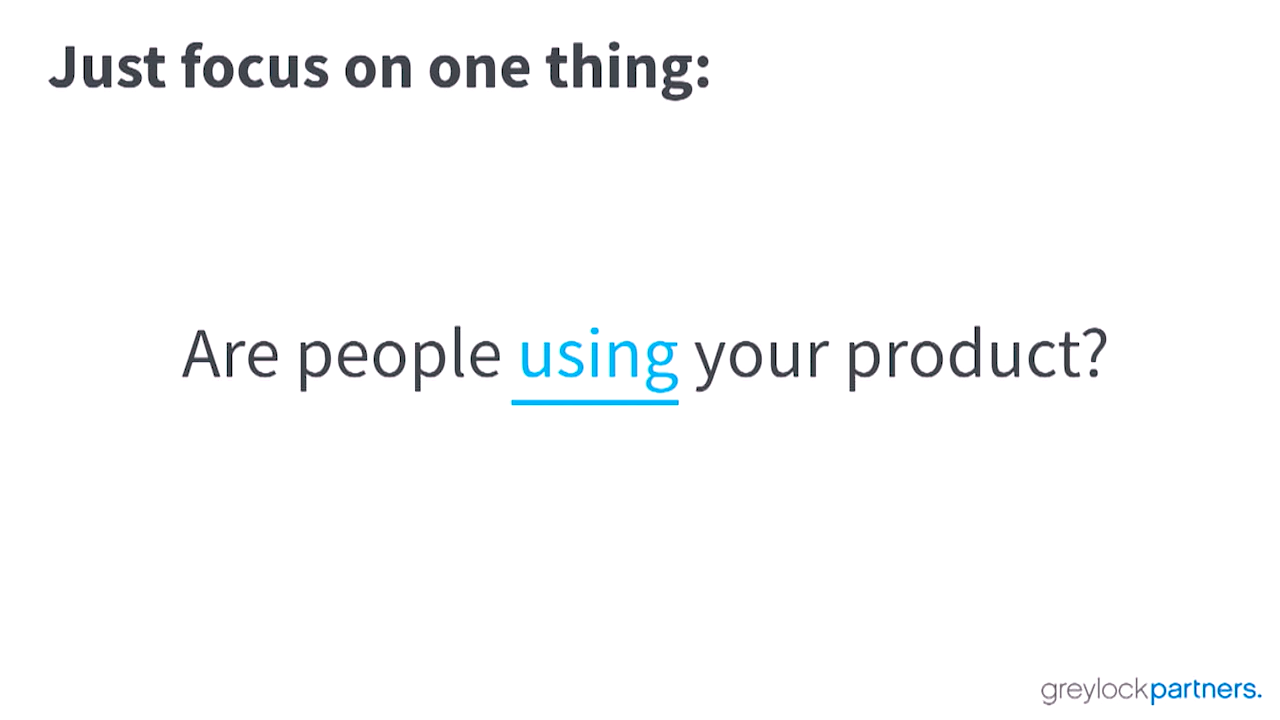 Just focus on one thing:
Are people using your product?
greylockpartners.